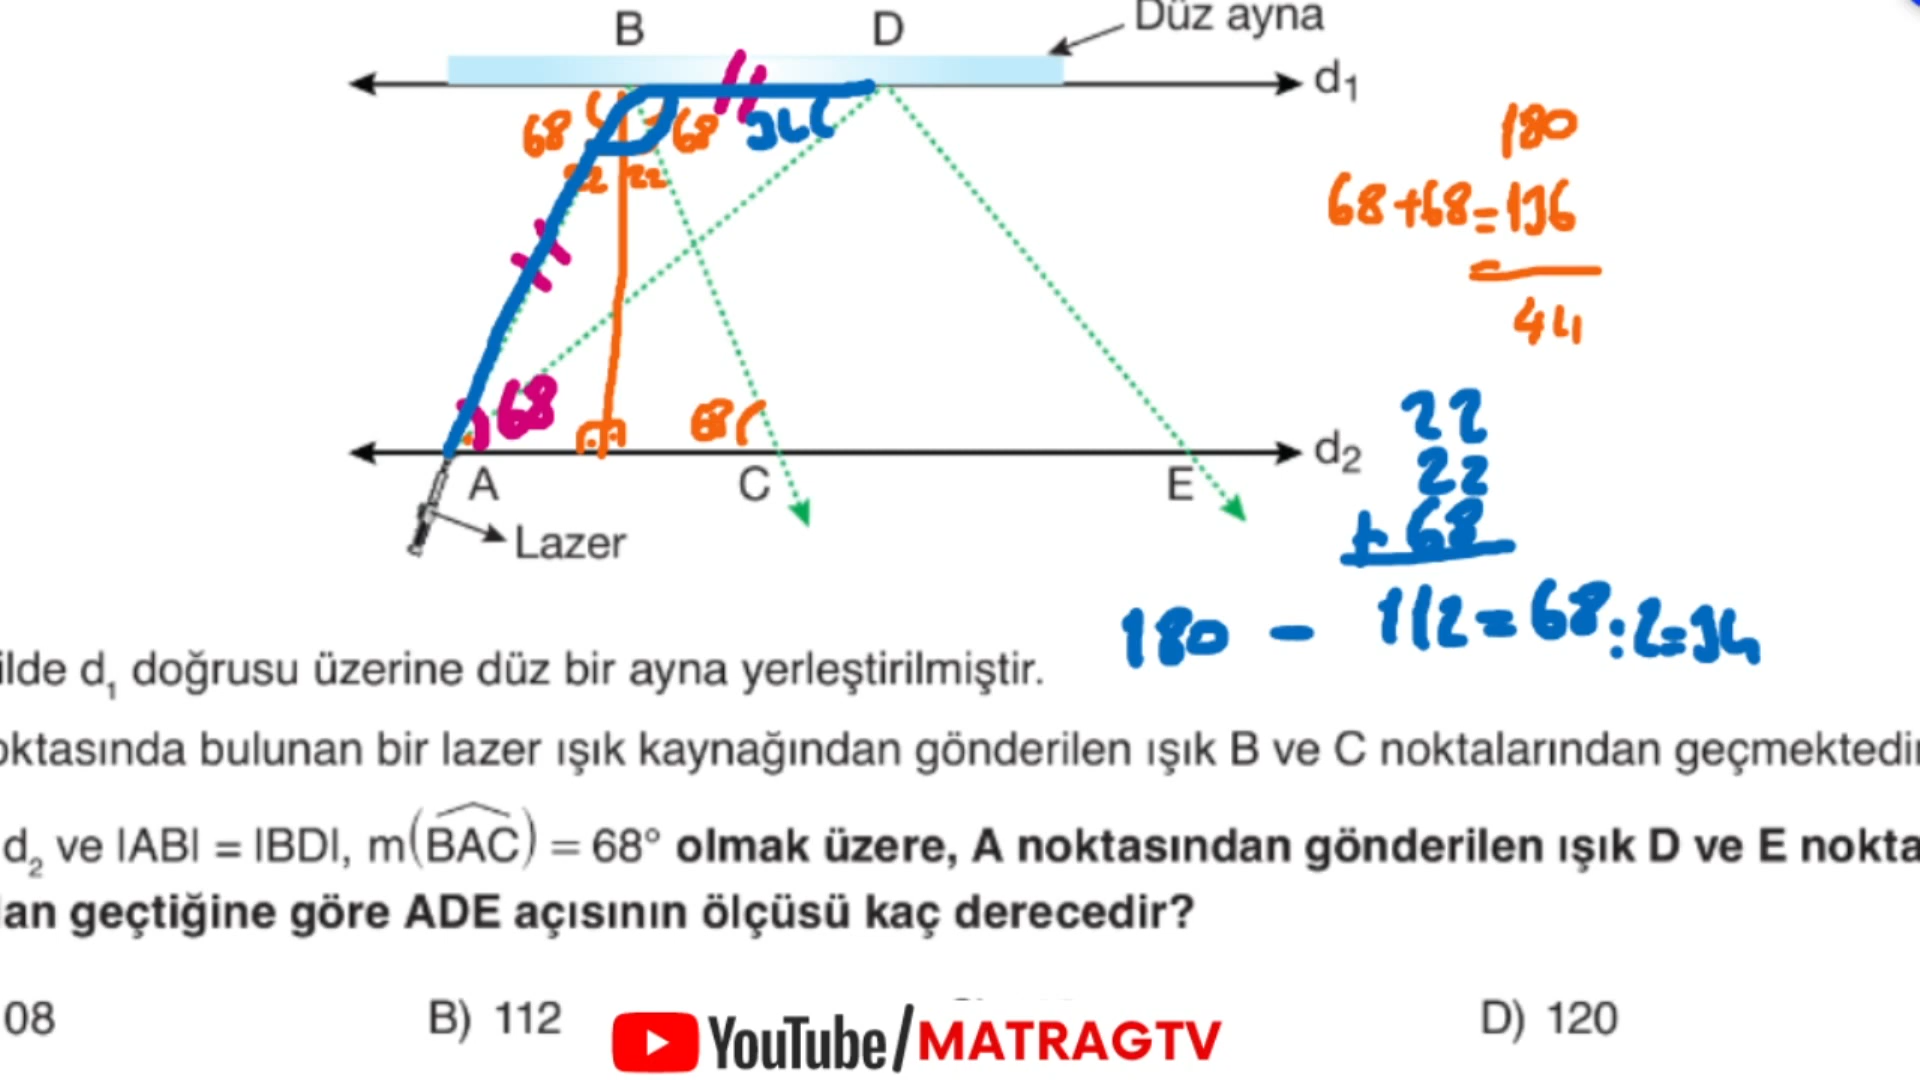 B D Düz ayna
d₁
68 68 34
22 22
180
68+68=136
44
68 68
A C E d₂
Lazer
22
22
+ 68
180 - 112=68:2=34
ilde d₁ doğrusu üzerine düz bir ayna yerleştirilmiştir.
oktasında bulunan bir lazer ışık kaynağından gönderilen ışık B ve C noktalarından geçmektedir
d₂ ve |AB| = |BD|, m(BAC) = 68° olmak üzere, A noktasından gönderilen ışık D ve E nokta
lan geçtiğine göre ADE açısının ölçüsü kaç derecedir?
08 B) 112 D) 120
YouTube/MATRAGTV